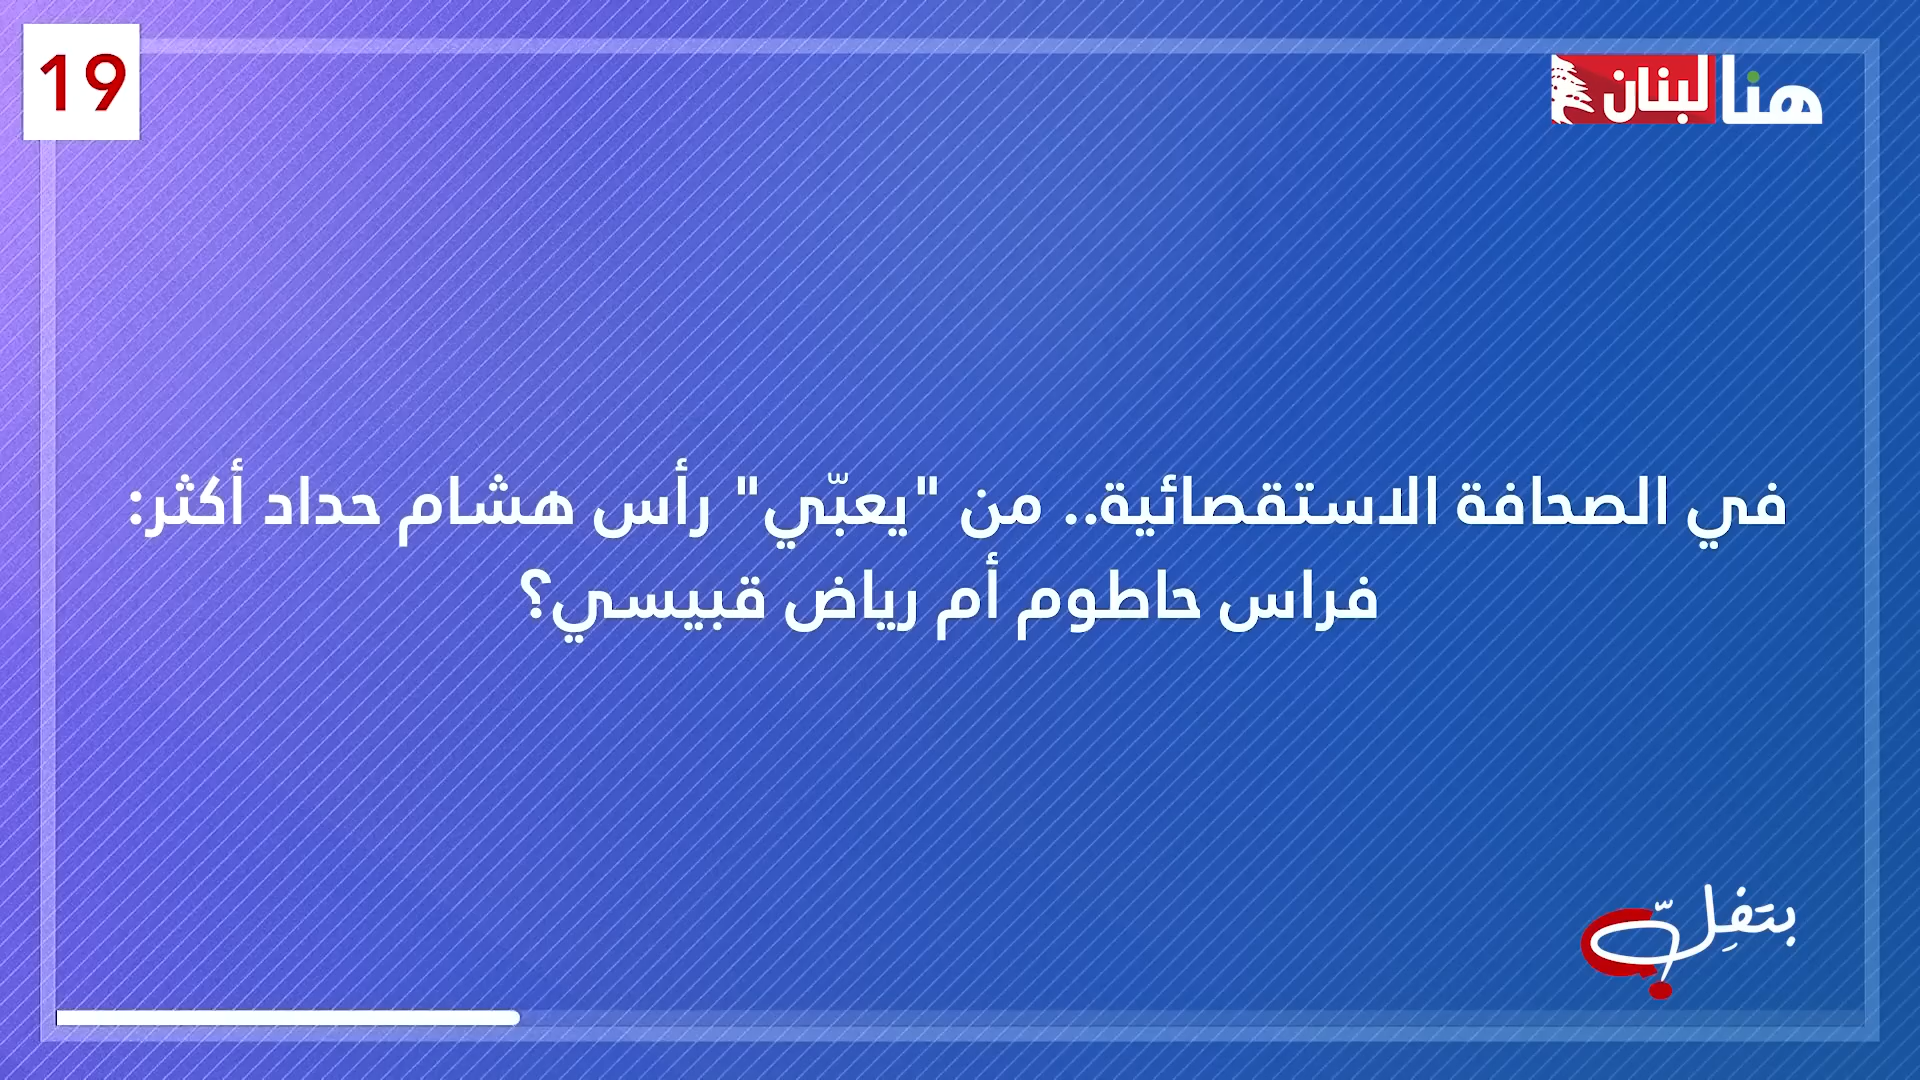 19
هنا لبنان
في الصحافة الاستقصائية.. من "يعبّي" رأس هشام حداد أكثر:
فراس حاطوم أم رياض قبيسي؟
بتفِلّ؟